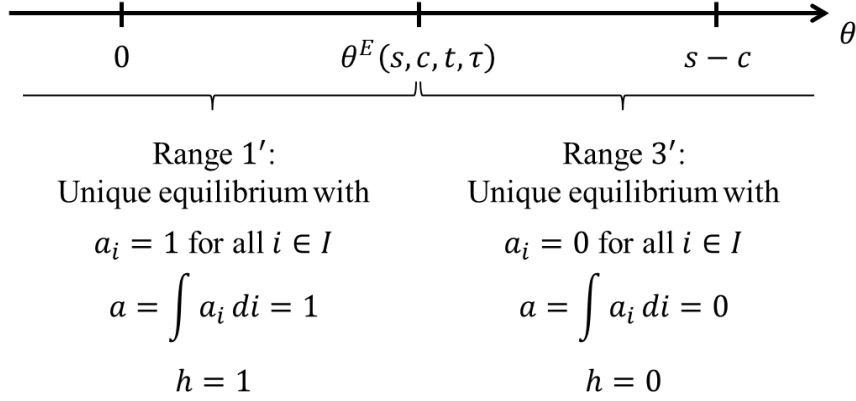 0 θ^E(s, c, t, τ) s − c θ
Range 1′: Range 3′:
Unique equilibrium with Unique equilibrium with
a_i = 1 for all i ∈ I a_i = 0 for all i ∈ I
a = ∫ a_i di = 1 a = ∫ a_i di = 0
h = 1 h = 0